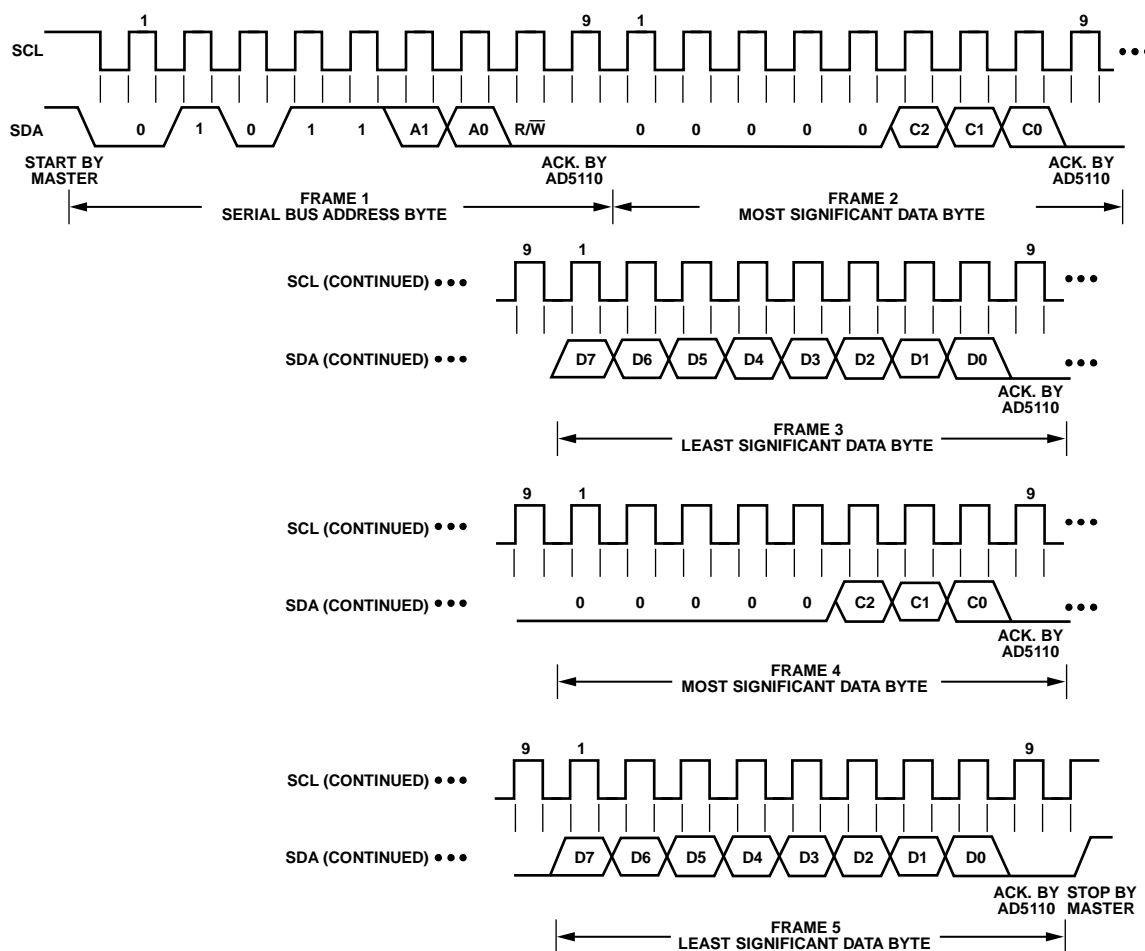 1 9 1 9
SCL •••
SDA 0 1 0 1 1 A1 A0 R/W̅ 0 0 0 0 0 C2 C1 C0
START BY
MASTER
ACK. BY
AD5110
ACK. BY
AD5110
FRAME 1
SERIAL BUS ADDRESS BYTE
FRAME 2
MOST SIGNIFICANT DATA BYTE
9 1 9
SCL (CONTINUED) ••• •••
SDA (CONTINUED) ••• D7 D6 D5 D4 D3 D2 D1 D0 •••
ACK. BY
AD5110
FRAME 3
LEAST SIGNIFICANT DATA BYTE
9 1 9
SCL (CONTINUED) ••• •••
SDA (CONTINUED) ••• 0 0 0 0 0 C2 C1 C0 •••
ACK. BY
AD5110
FRAME 4
MOST SIGNIFICANT DATA BYTE
9 1 9
SCL (CONTINUED) •••
SDA (CONTINUED) ••• D7 D6 D5 D4 D3 D2 D1 D0
ACK. BY
AD5110
STOP BY
MASTER
FRAME 5
LEAST SIGNIFICANT DATA BYTE